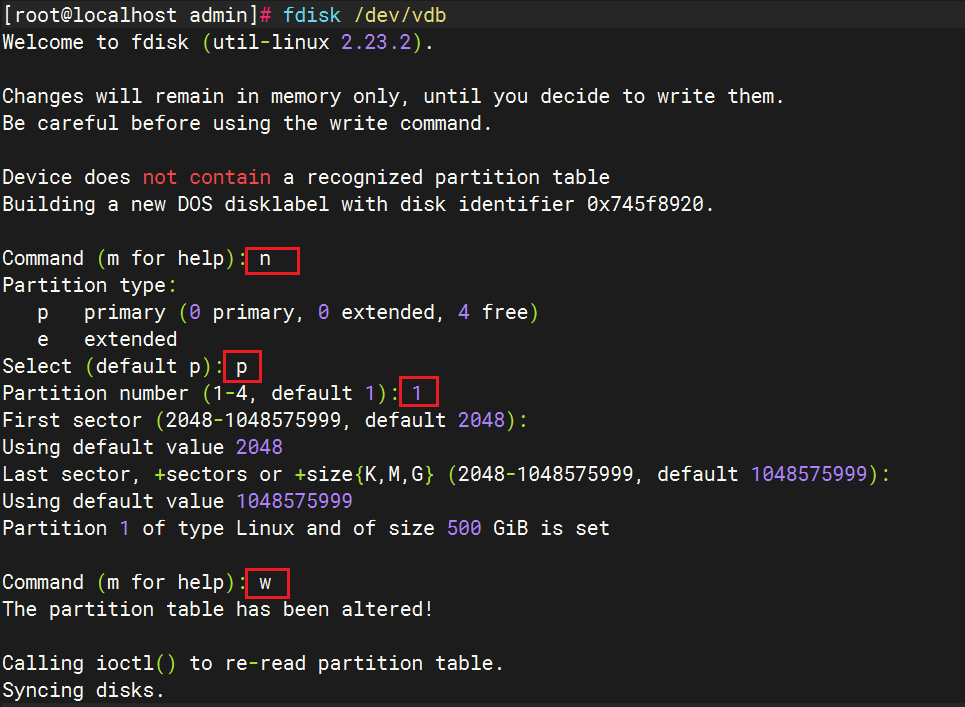 [root@localhost admin]# fdisk /dev/vdb
Welcome to fdisk (util-linux 2.23.2).
Changes will remain in memory only, until you decide to write them.
Be careful before using the write command.
Device does not contain a recognized partition table
Building a new DOS disklabel with disk identifier 0x745f8920.
Command (m for help): n
Partition type:
   p   primary (0 primary, 0 extended, 4 free)
   e   extended
Select (default p): p
Partition number (1-4, default 1): 1
First sector (2048-1048575999, default 2048):
Using default value 2048
Last sector, +sectors or +size{K,M,G} (2048-1048575999, default 1048575999):
Using default value 1048575999
Partition 1 of type Linux and of size 500 GiB is set
Command (m for help): w
The partition table has been altered!
Calling ioctl() to re-read partition table.
Syncing disks.